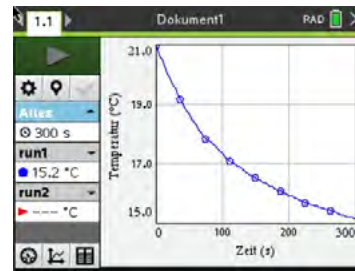 1.1 Dokument1 RAD
Alles
300 s
run1
15.2 °C
run2
--- °C
Temperatur (°C)
21.0
19.0
17.0
15.0
0 100 200 300
Zeit (s)